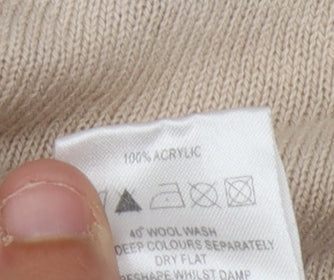 100% ACRYLIC
40° WOOL WASH
DEEP COLOURS SEPARATELY
DRY FLAT
RESHAPE WHILST DAMP